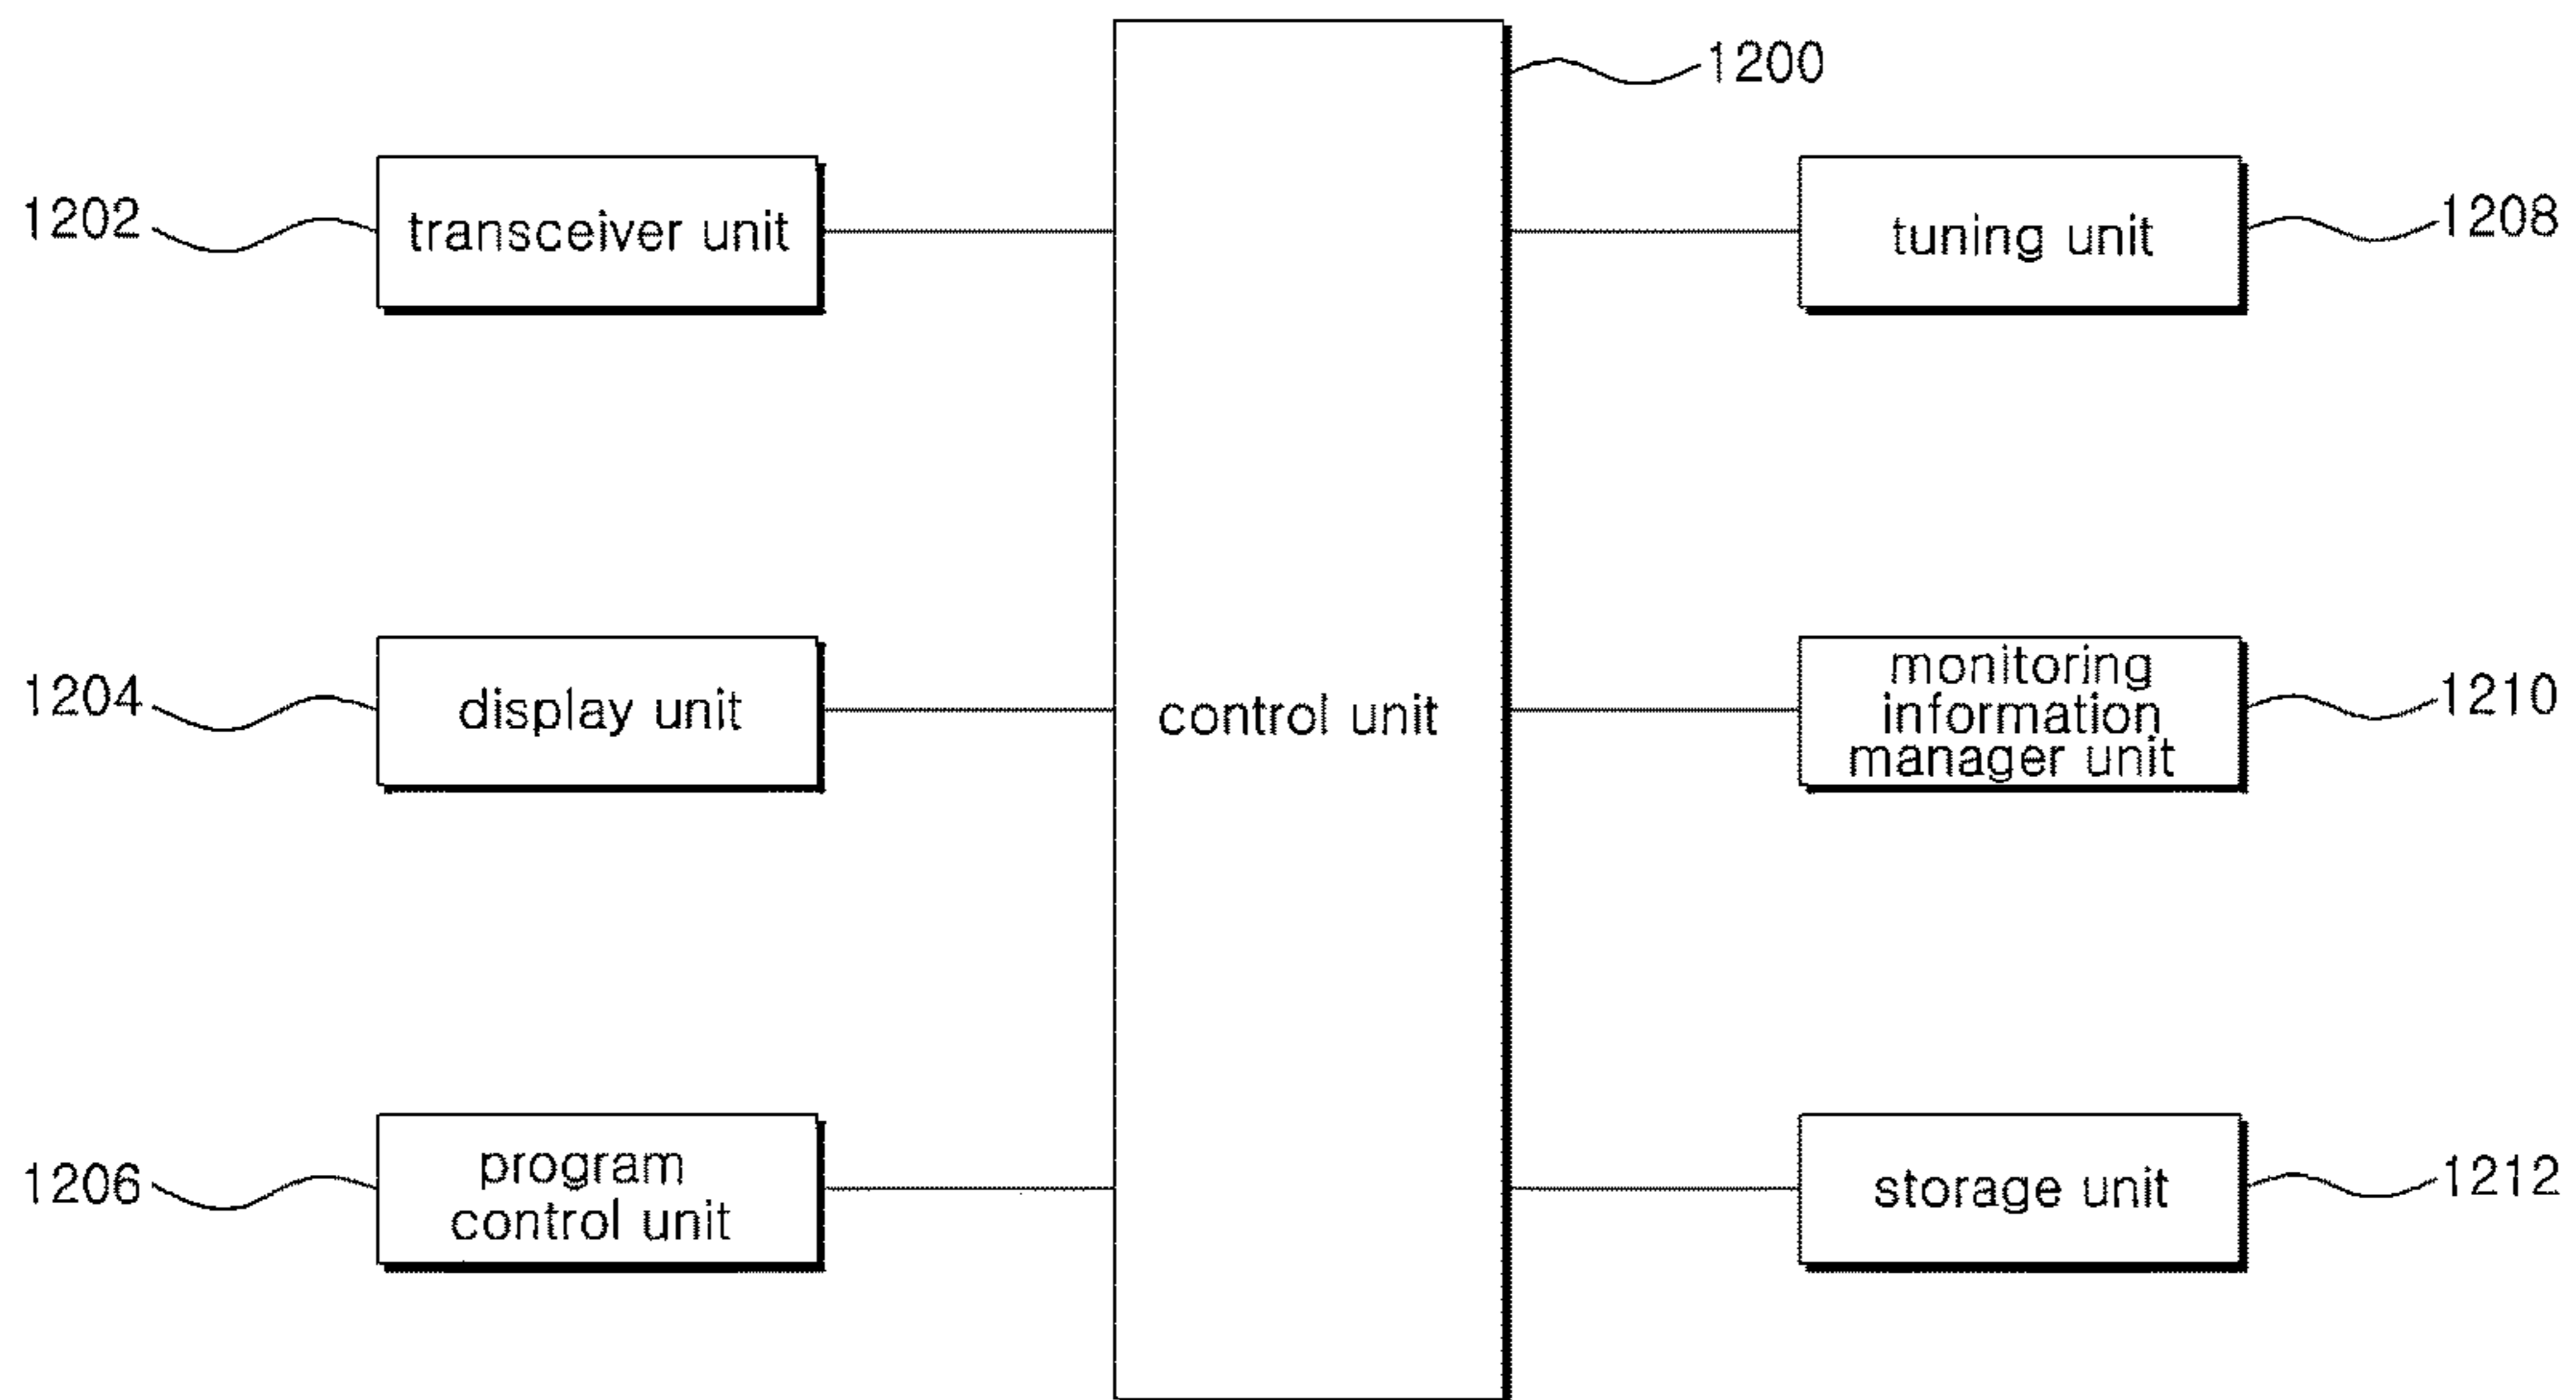 1200
1202
transceiver unit
tuning unit
1208
1204
display unit
control unit
monitoring
information
manager unit
1210
1206
program
control unit
storage unit
1212